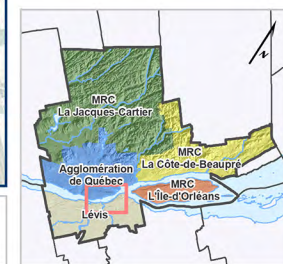 N
MRC
La Jacques-Cartier
MRC
La Côte-de-Beaupré
Agglomération
de Québec
MRC
L'Île-d'Orléans
Lévis